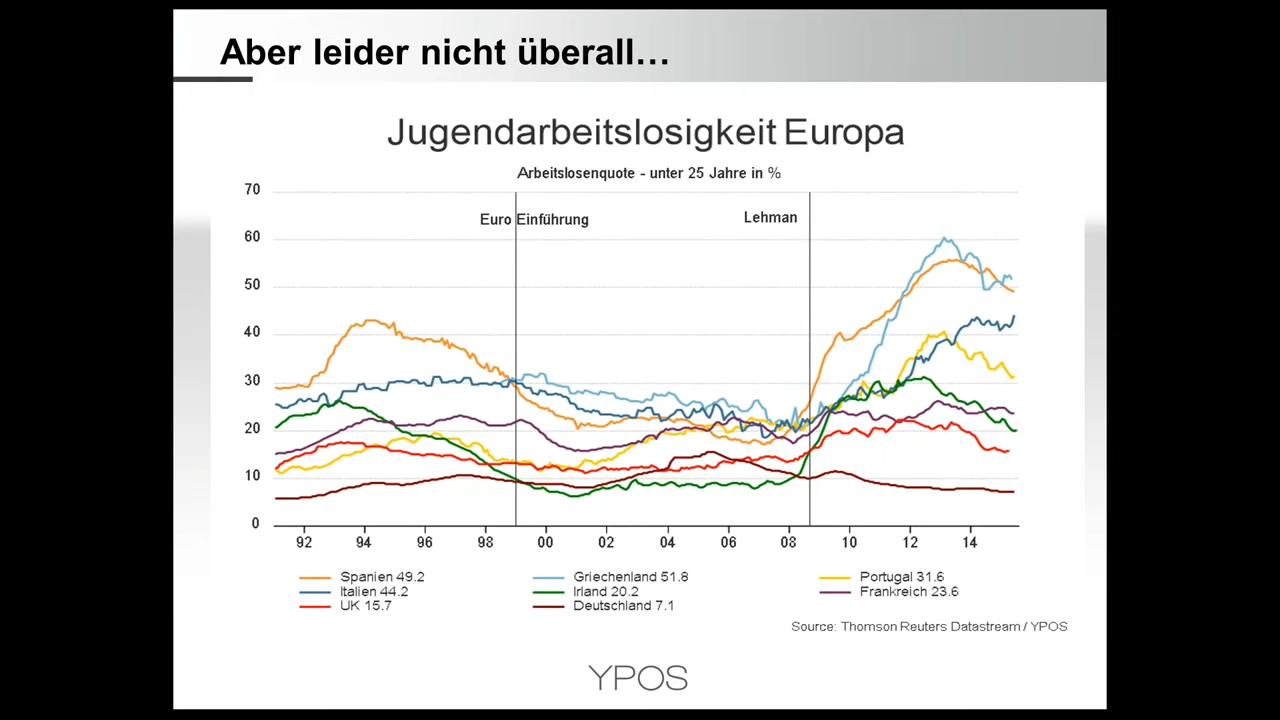 Aber leider nicht überall…
Jugendarbeitslosigkeit Europa
Arbeitslosenquote - unter 25 Jahre in %
70
60
50
40
30
20
10
0
Euro Einführung
Lehman
92 94 96 98 00 02 04 06 08 10 12 14
Spanien 49.2 Griechenland 51.8 Portugal 31.6
Italien 44.2 Irland 20.2 Frankreich 23.6
UK 15.7 Deutschland 7.1
Source: Thomson Reuters Datastream / YPOS
YPOS